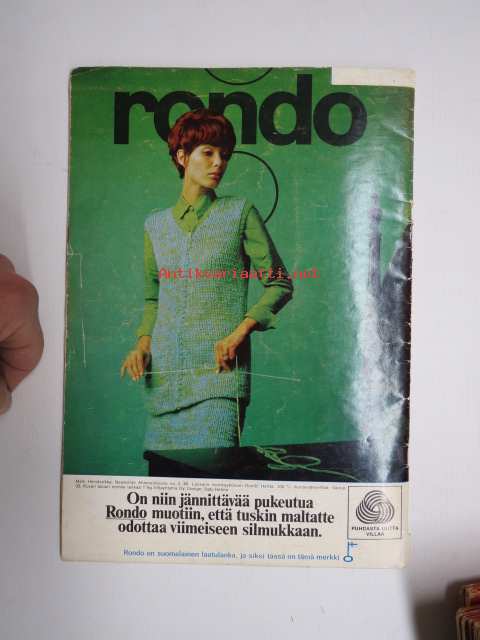 rondo
Antikvariaatti.net
On niin jännittävää pukeutua
Rondo muotiin, että tuskin maltatte
odottaa viimeiseen silmukkaan.
PUHDASTA UUTTA
VILLAA
Rondo en suomalainen laatulanka, ja siksi tässä on tämä merkki